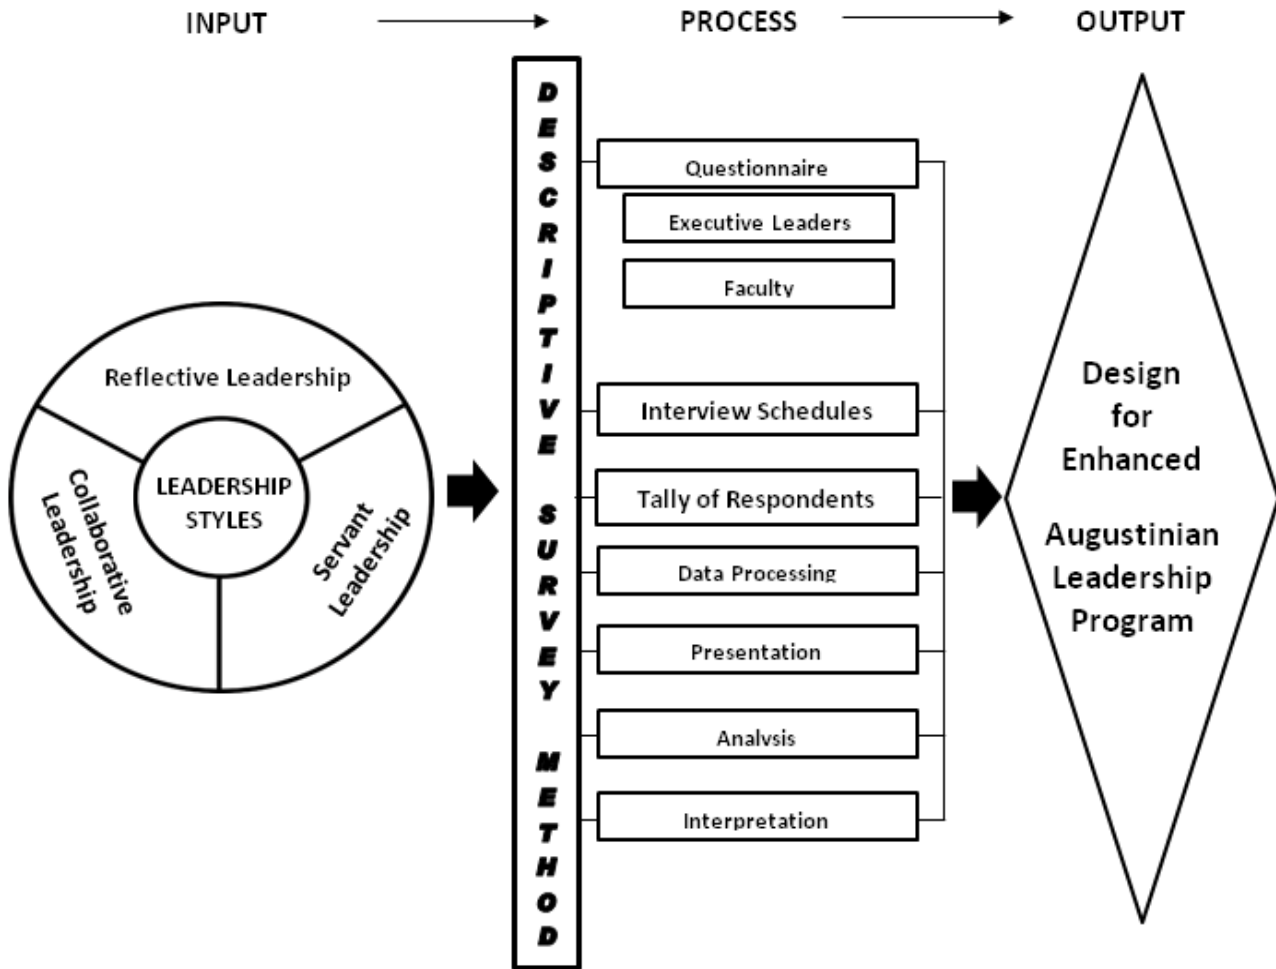 INPUT
PROCESS
OUTPUT
Reflective Leadership
Collaborative
Leadership
LEADERSHIP
STYLES
Servant
Leadership
DESCRIPTIVE SURVEY METHOD
Questionnaire
Executive Leaders
Faculty
Interview Schedules
Tally of Respondents
Data Processing
Presentation
Analysis
Interpretation
Design
for
Enhanced
Augustinian
Leadership
Program